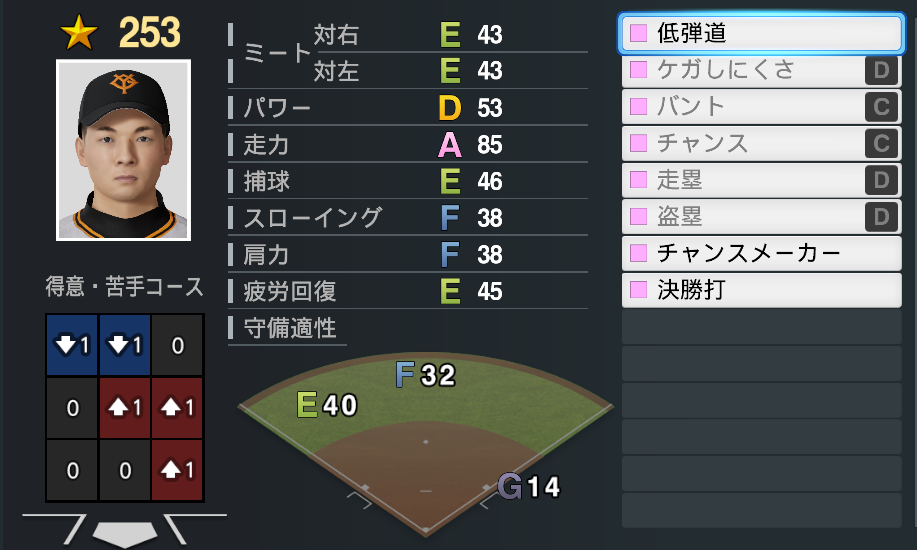 ★ 253
YG
得意・苦手コース
↓1 ↓1 0
0 ↑1 ↑1
0 0 ↑1
ミート 対右 E 43
対左 E 43
パワー D 53
走力 A 85
捕球 E 46
スローイング F 38
肩力 F 38
疲労回復 E 45
守備適性
F 32
E 40
G 14
低弾道
ケガしにくさ D
バント C
チャンス C
走塁 D
盗塁 D
チャンスメーカー
決勝打